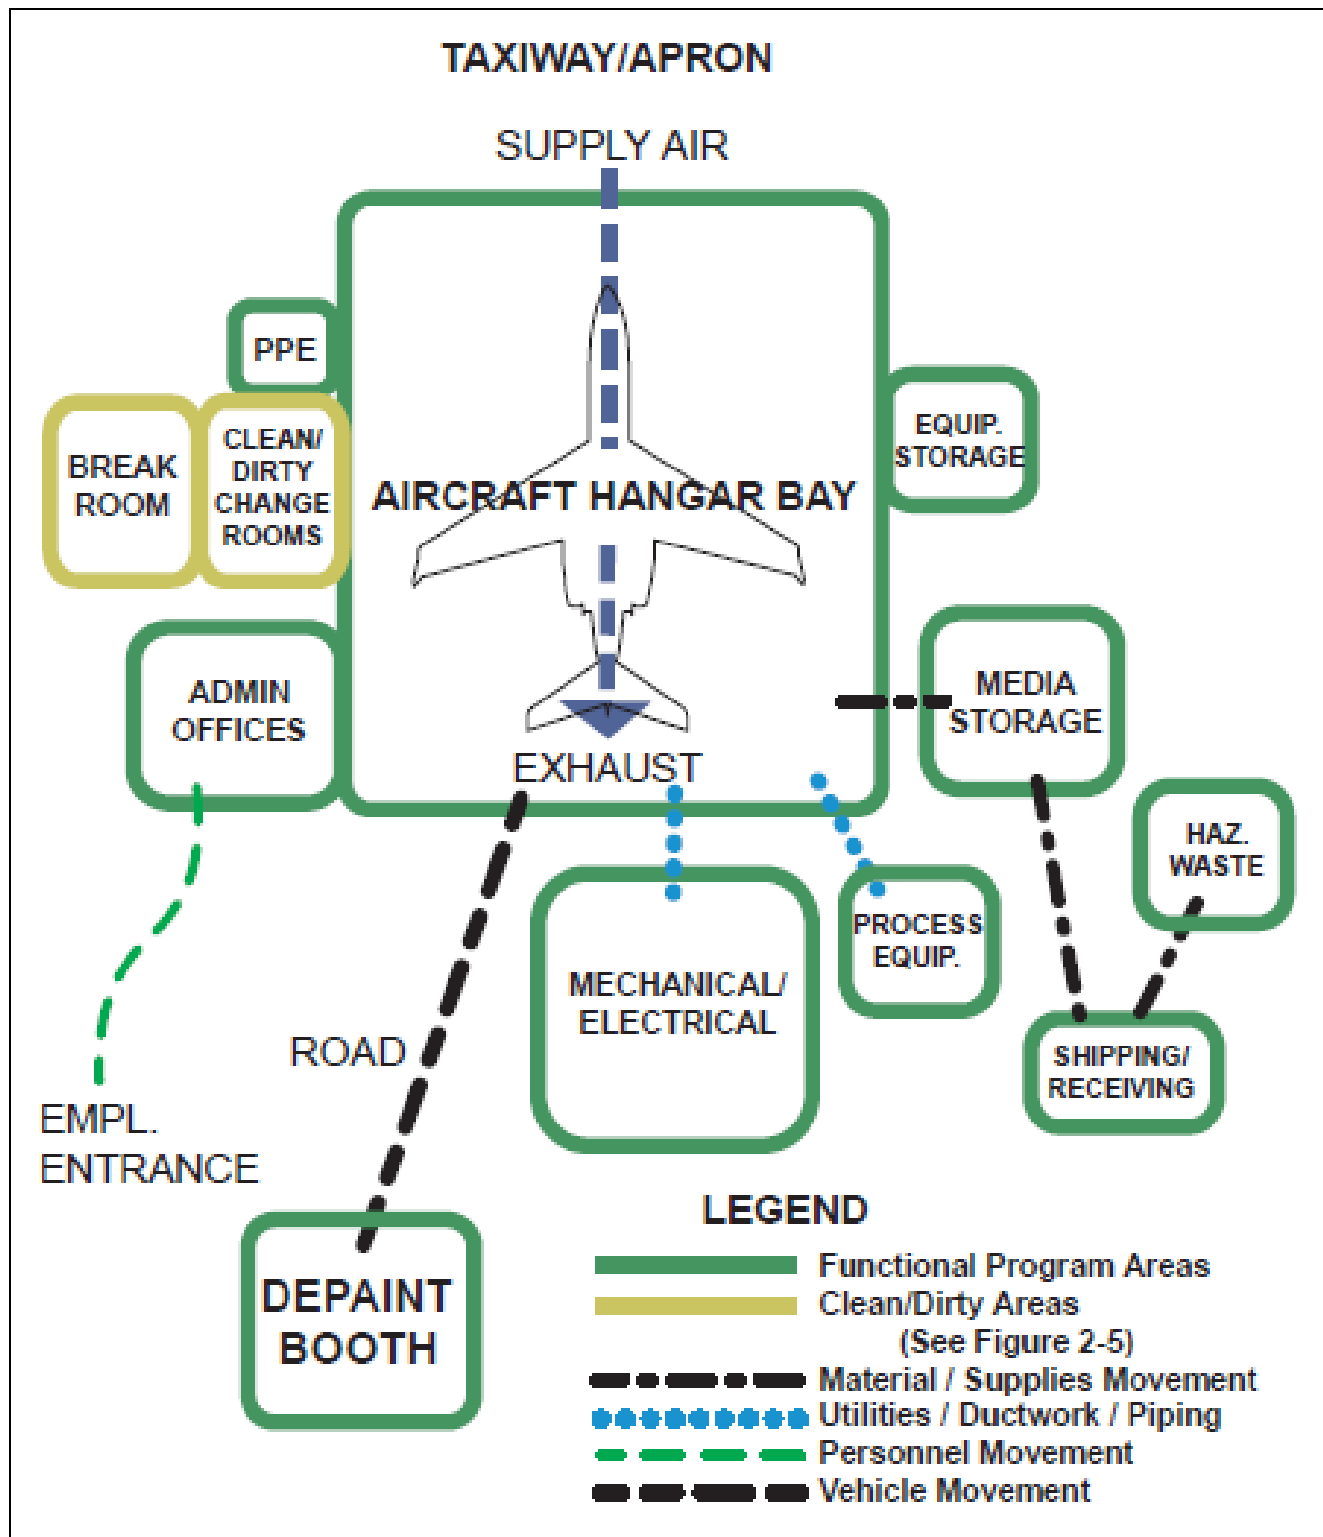 TAXIWAY/APRON
SUPPLY AIR
PPE
BREAK
ROOM
CLEAN/
DIRTY
CHANGE
ROOMS
AIRCRAFT HANGAR BAY
EQUIP.
STORAGE
ADMIN
OFFICES
MEDIA
STORAGE
EXHAUST
HAZ.
WASTE
PROCESS
EQUIP.
MECHANICAL/
ELECTRICAL
ROAD
SHIPPING/
RECEIVING
EMPL.
ENTRANCE
DEPAINT
BOOTH
LEGEND
Functional Program Areas
Clean/Dirty Areas
(See Figure 2-5)
Material / Supplies Movement
Utilities / Ductwork / Piping
Personnel Movement
Vehicle Movement